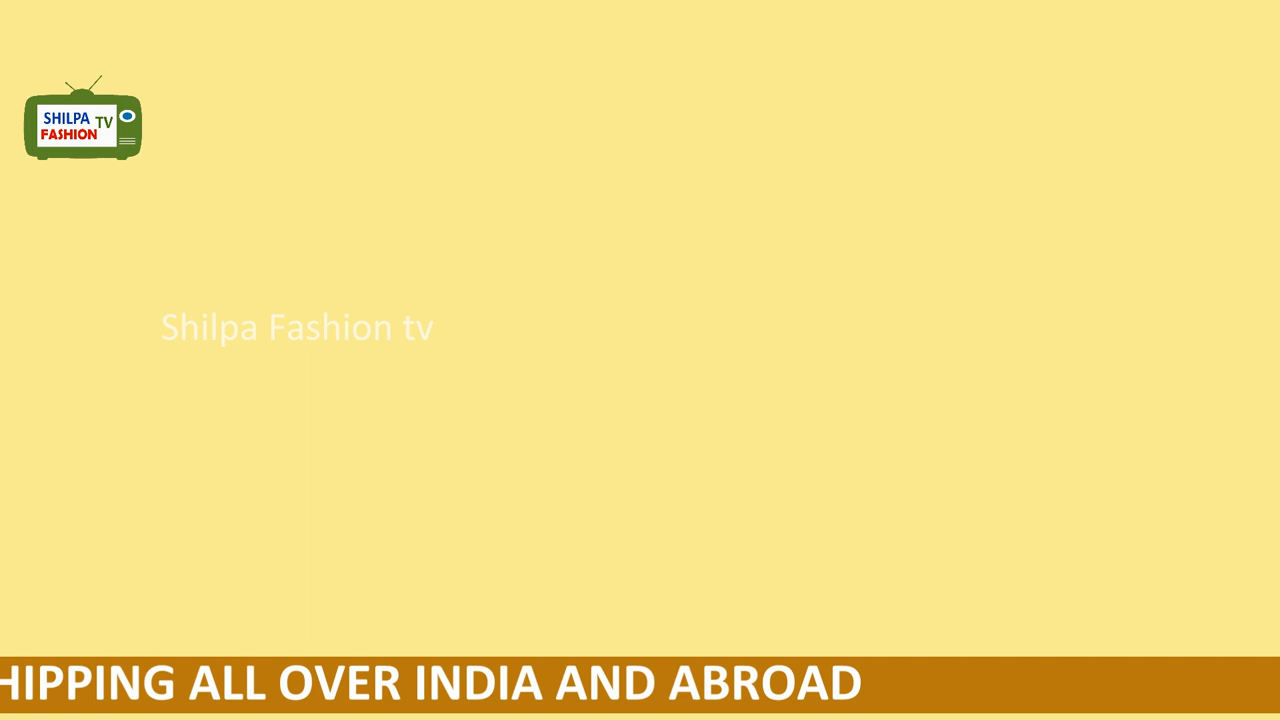 SHILPA TV
FASHION
Shilpa Fashion tv
HIPPING ALL OVER INDIA AND ABROAD